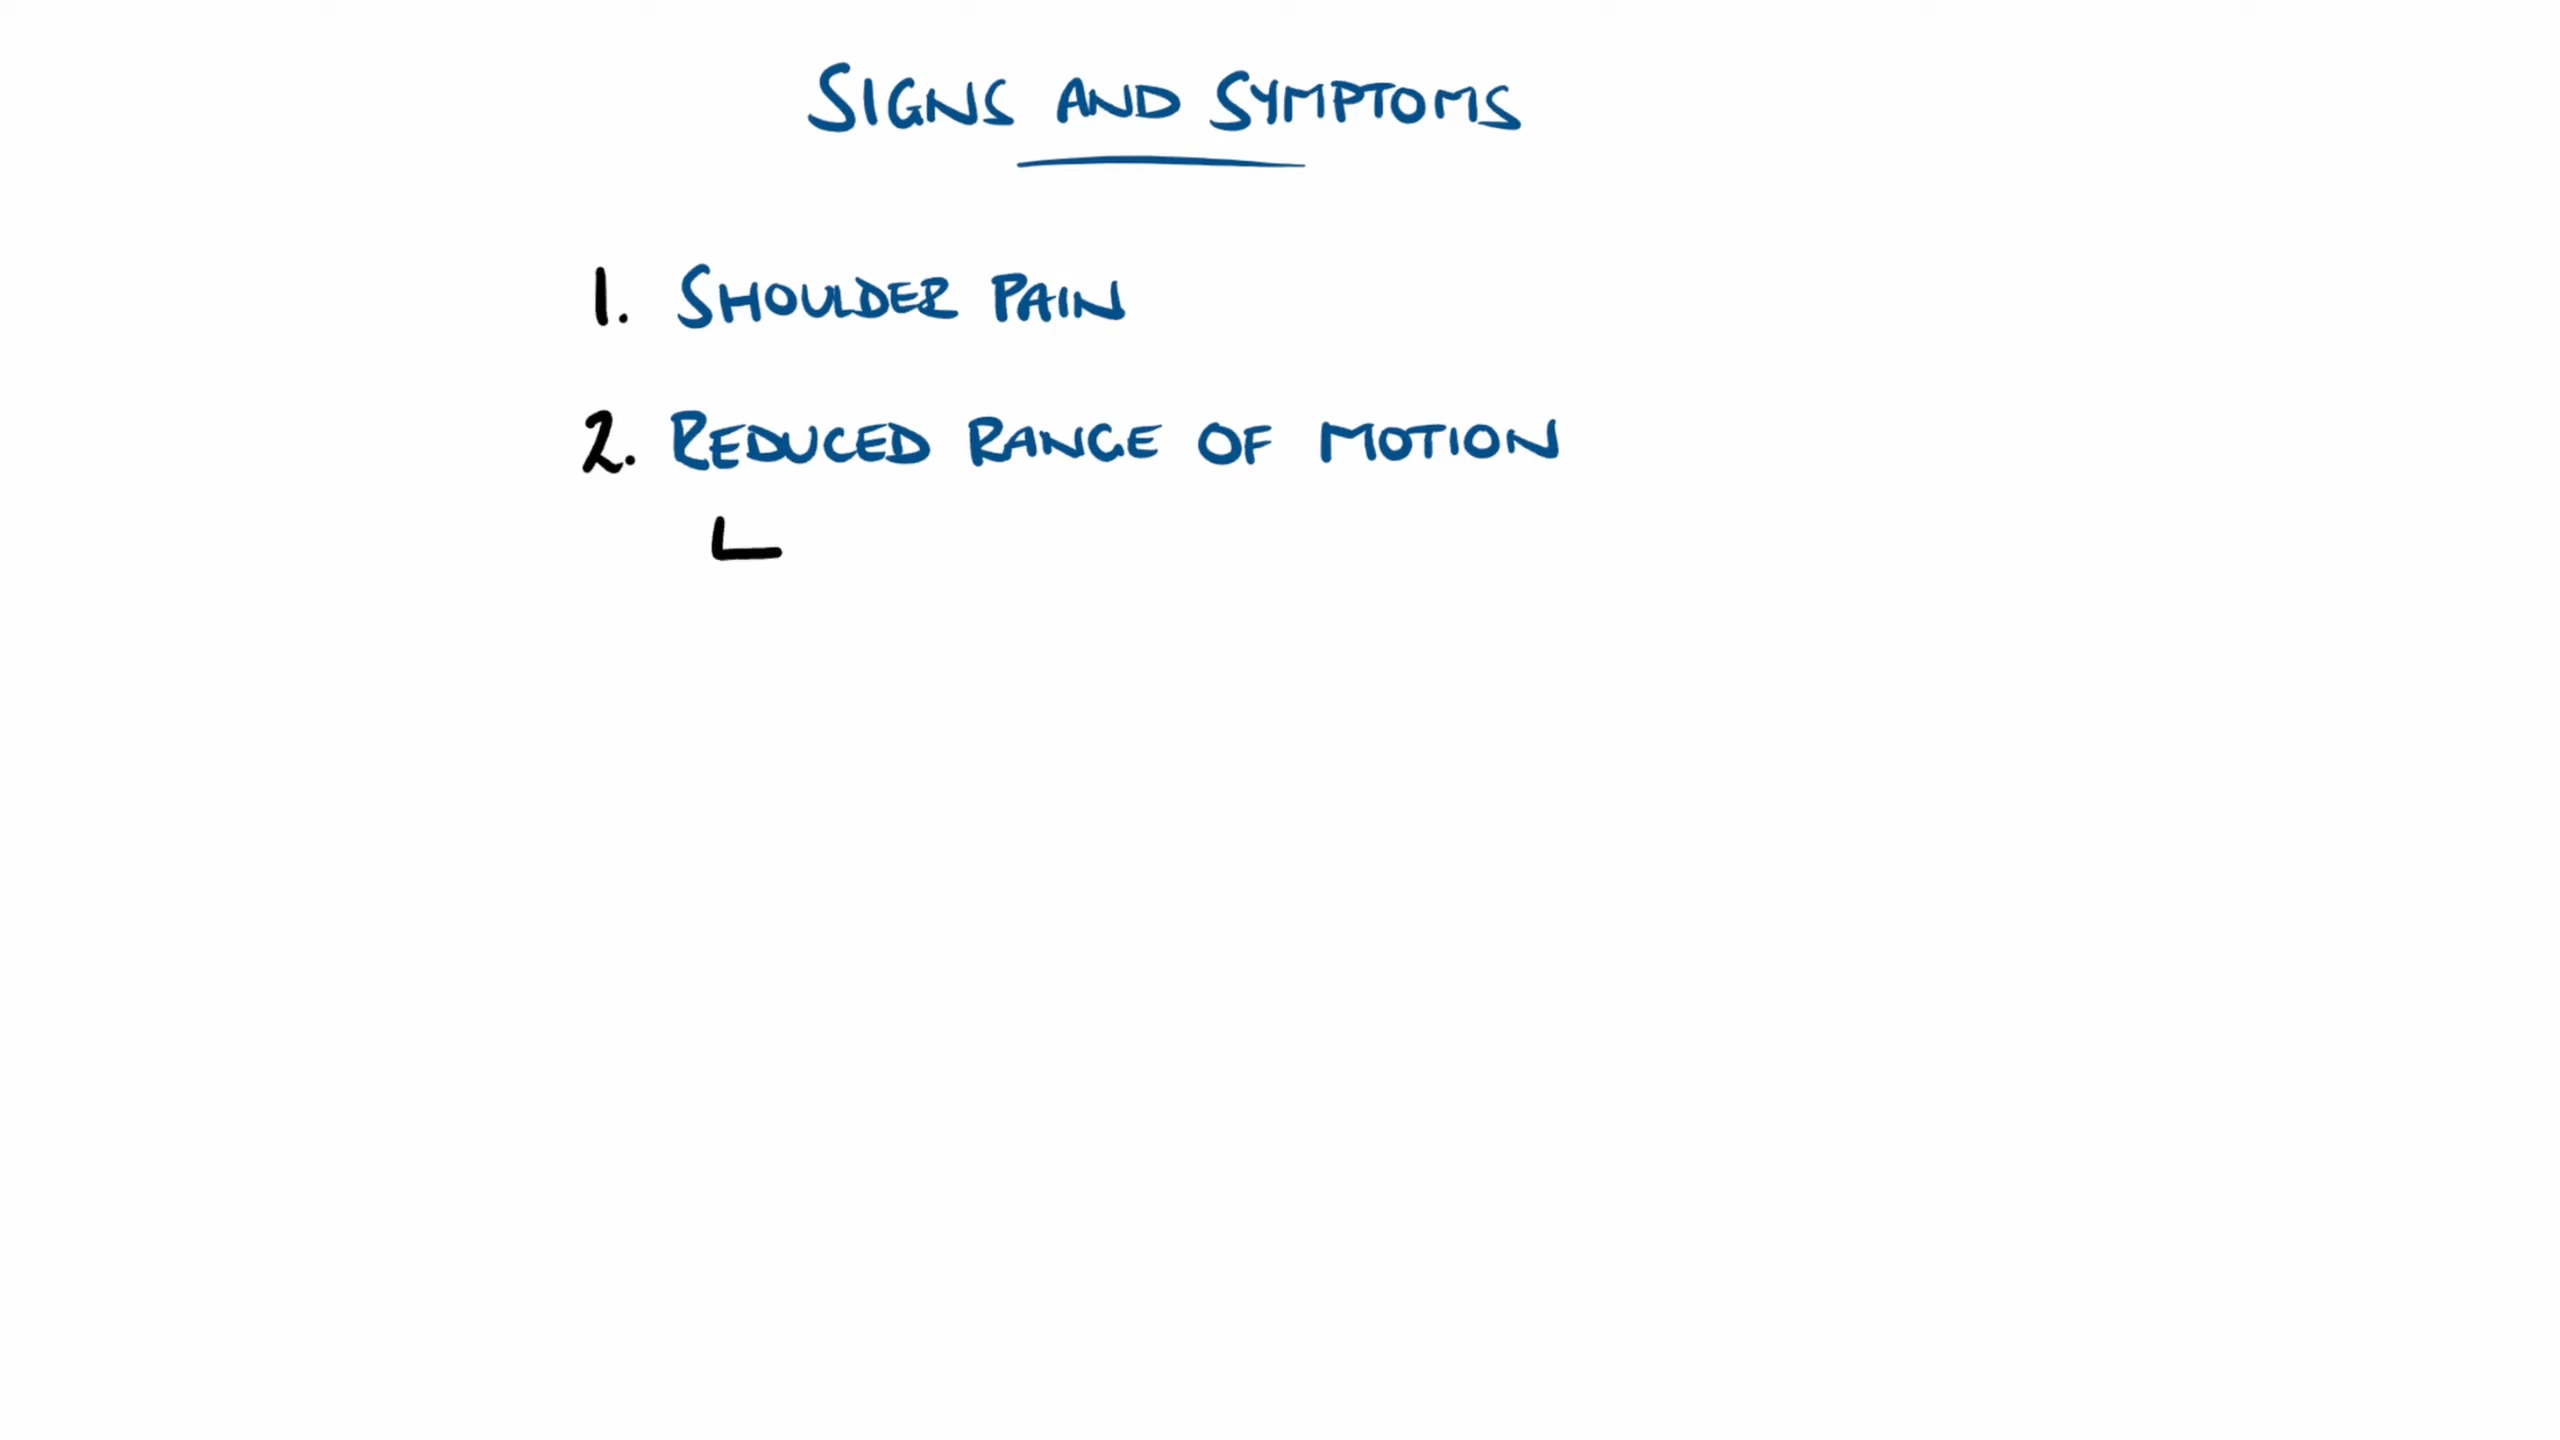 SIGNS AND SYMPTOMS
1. SHOULDER PAIN
2. REDUCED RANGE OF MOTION